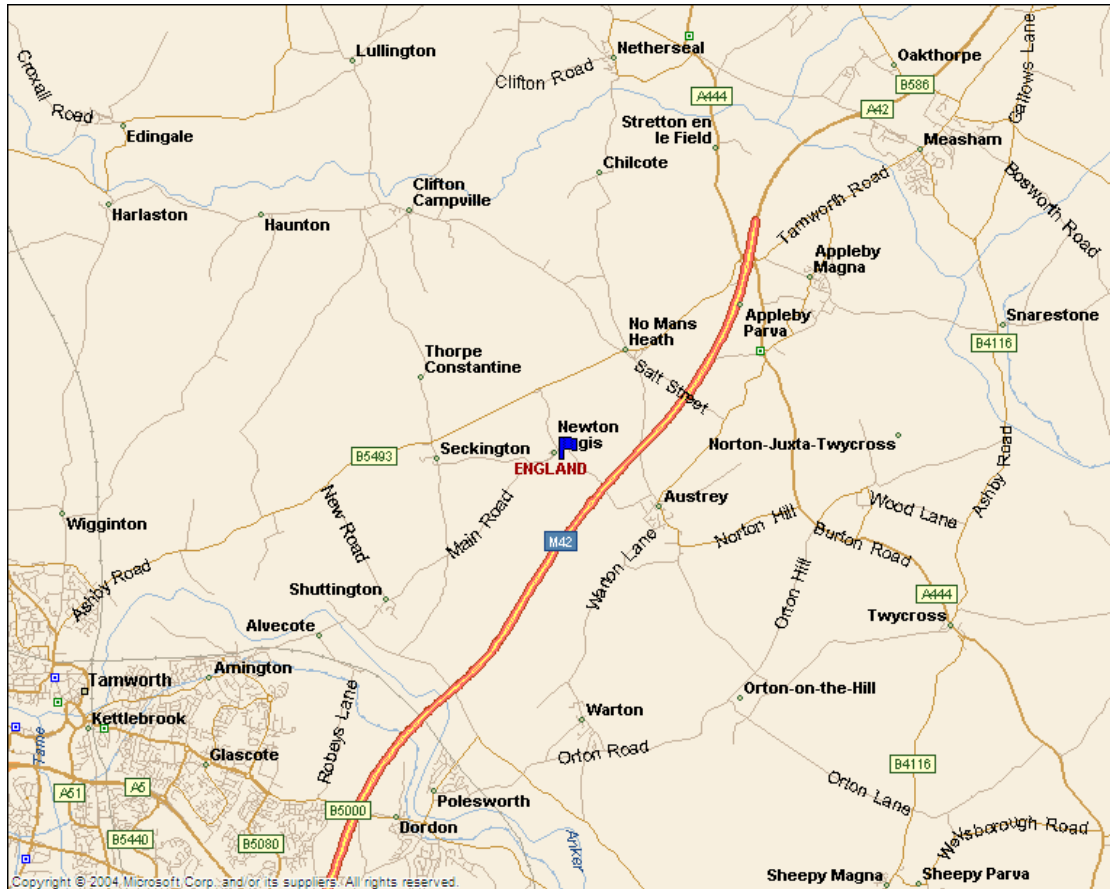 Lullington
Netherseal
Oakthorpe
Gallows Lane
Croxall Road
Clifton Road
B586
A444
A42
Edingale
Stretton en
le Field
Measham
Chilcote
Clifton
Campville
Bosworth Road
Tamworth Road
Harlaston
Haunton
Appleby
Magna
Appleby
Parva
Snarestone
B4116
No Mans
Heath
Thorpe
Constantine
Salt Street
Newton
gis
ENGLAND
Seckington
Norton-Juxta-Twycross
B5493
Ashby Road
New Road
Main Road
Austrey
Wood Lane
Wigginton
Norton Hill
M42
Burton Road
Ashby Road
Warton Lane
Orton Hill
Shuttington
A444
Alvecote
Twycross
Amington
Tamworth
Orton-on-the-Hill
Robeys Lane
Warton
Kettlebrook
Tame
Orton Road
Glascote
B4116
A51
A5
Polesworth
Orton Lane
B5000
Dordon
B5440
B5080
Anker
Welsborough Road
Sheepy Magna
Sheepy Parva
Copyright © 2004 Microsoft Corp. and/or its suppliers. All rights reserved.